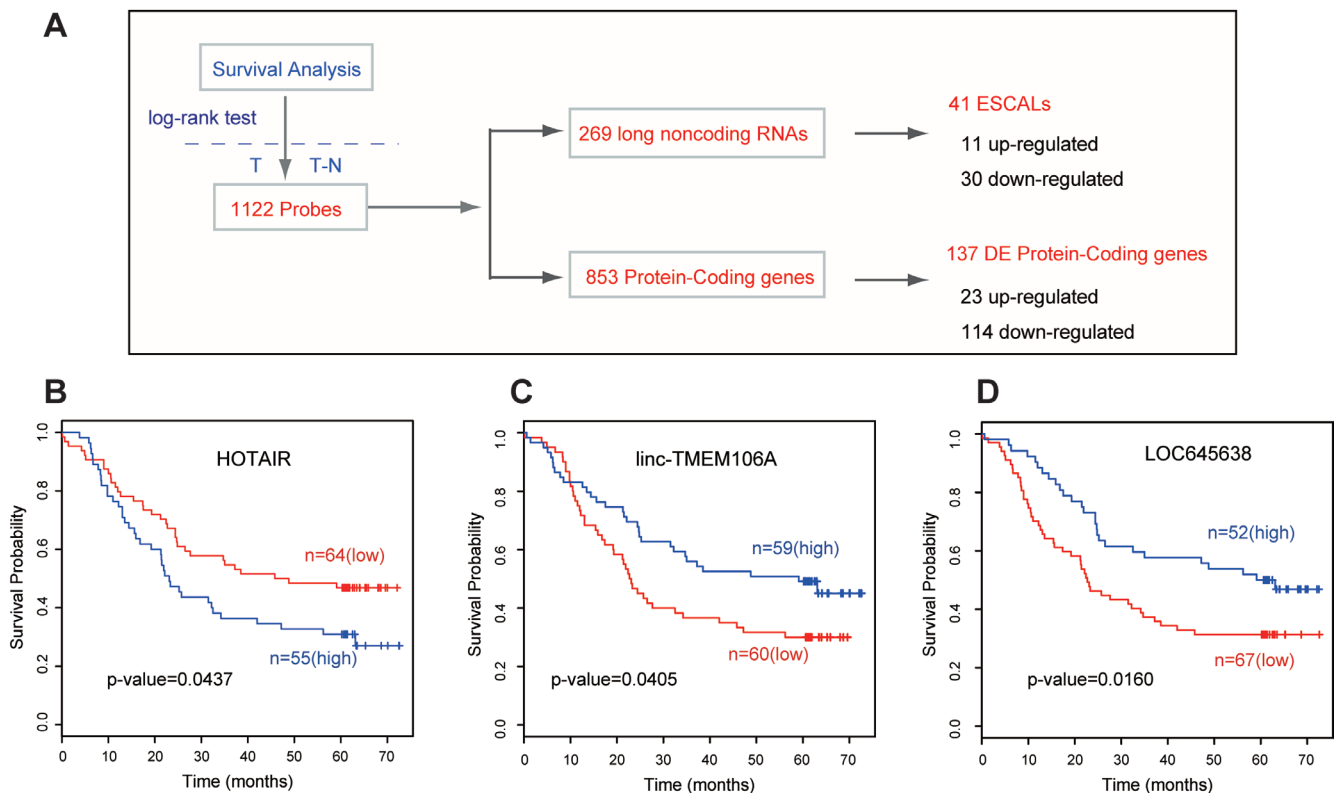 A
Survival Analysis
log-rank test
T T-N
1122 Probes
269 long noncoding RNAs
853 Protein-Coding genes
41 ESCALs
11 up-regulated
30 down-regulated
137 DE Protein-Coding genes
23 up-regulated
114 down-regulated
B
HOTAIR
n=64(low)
n=55(high)
p-value=0.0437
Survival Probability
0.0 0.2 0.4 0.6 0.8 1.0
0 10 20 30 40 50 60 70
Time (months)
C
linc-TMEM106A
n=59(high)
n=60(low)
p-value=0.0405
Survival Probability
0.0 0.2 0.4 0.6 0.8 1.0
0 10 20 30 40 50 60 70
Time (months)
D
LOC645638
n=52(high)
n=67(low)
p-value=0.0160
Survival Probability
0.0 0.2 0.4 0.6 0.8 1.0
0 10 20 30 40 50 60 70
Time (months)